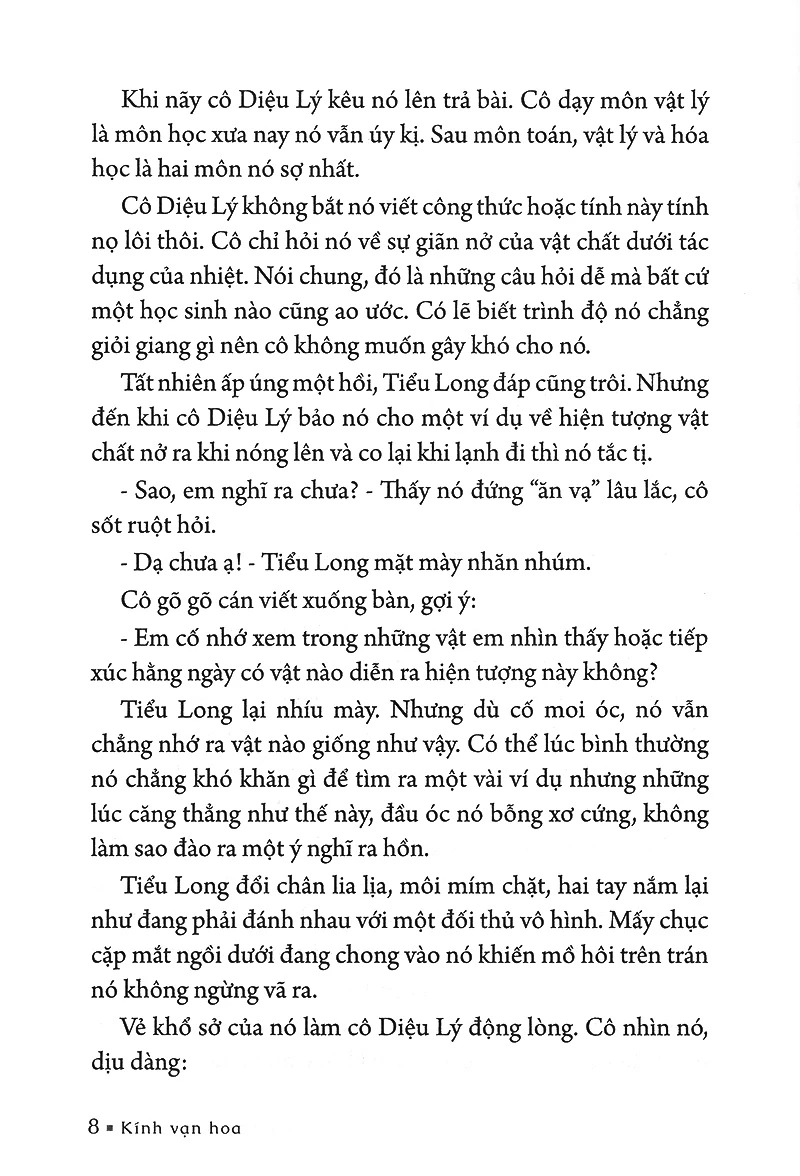 Khi nãy cô Diệu Lý kêu nó lên trả bài. Cô dạy môn vật lý
là môn học xưa nay nó vẫn úy kị. Sau môn toán, vật lý và hóa
học là hai môn nó sợ nhất.
Cô Diệu Lý không bắt nó viết công thức hoặc tính này tính
nọ lôi thôi. Cô chỉ hỏi nó về sự giãn nở của vật chất dưới tác
dụng của nhiệt. Nói chung, đó là những câu hỏi dễ mà bất cứ
một học sinh nào cũng ao ước. Có lẽ biết trình độ nó chẳng
giỏi giang gì nên cô không muốn gây khó cho nó.
Tất nhiên ấp úng một hồi, Tiểu Long đáp cũng trôi. Nhưng
đến khi cô Diệu Lý bảo nó cho một ví dụ về hiện tượng vật
chất nở ra khi nóng lên và co lại khi lạnh đi thì nó tắc tị.
- Sao, em nghĩ ra chưa? - Thấy nó đứng “ăn vạ” lâu lắc, cô
sốt ruột hỏi.
- Dạ chưa ạ! - Tiểu Long mặt mày nhăn nhúm.
Cô gõ gõ cán viết xuống bàn, gợi ý:
- Em cố nhớ xem trong những vật em nhìn thấy hoặc tiếp
xúc hằng ngày có vật nào diễn ra hiện tượng này không?
Tiểu Long lại nhíu mày. Nhưng dù cố moi óc, nó vẫn
chẳng nhớ ra vật nào giống như vậy. Có thể lúc bình thường
nó chẳng khó khăn gì để tìm ra một vài ví dụ nhưng những
lúc căng thẳng như thế này, đầu óc nó bỗng xơ cứng, không
làm sao đào ra một ý nghĩ ra hồn.
Tiểu Long đổi chân lia lịa, môi mím chặt, hai tay nắm lại
như đang phải đánh nhau với một đối thủ vô hình. Mấy chục
cặp mắt ngồi dưới đang chong vào nó khiến mồ hôi trên trán
nó không ngừng vã ra.
Vẻ khổ sở của nó làm cô Diệu Lý động lòng. Cô nhìn nó,
dịu dàng:
8 ▪ Kính vạn hoa